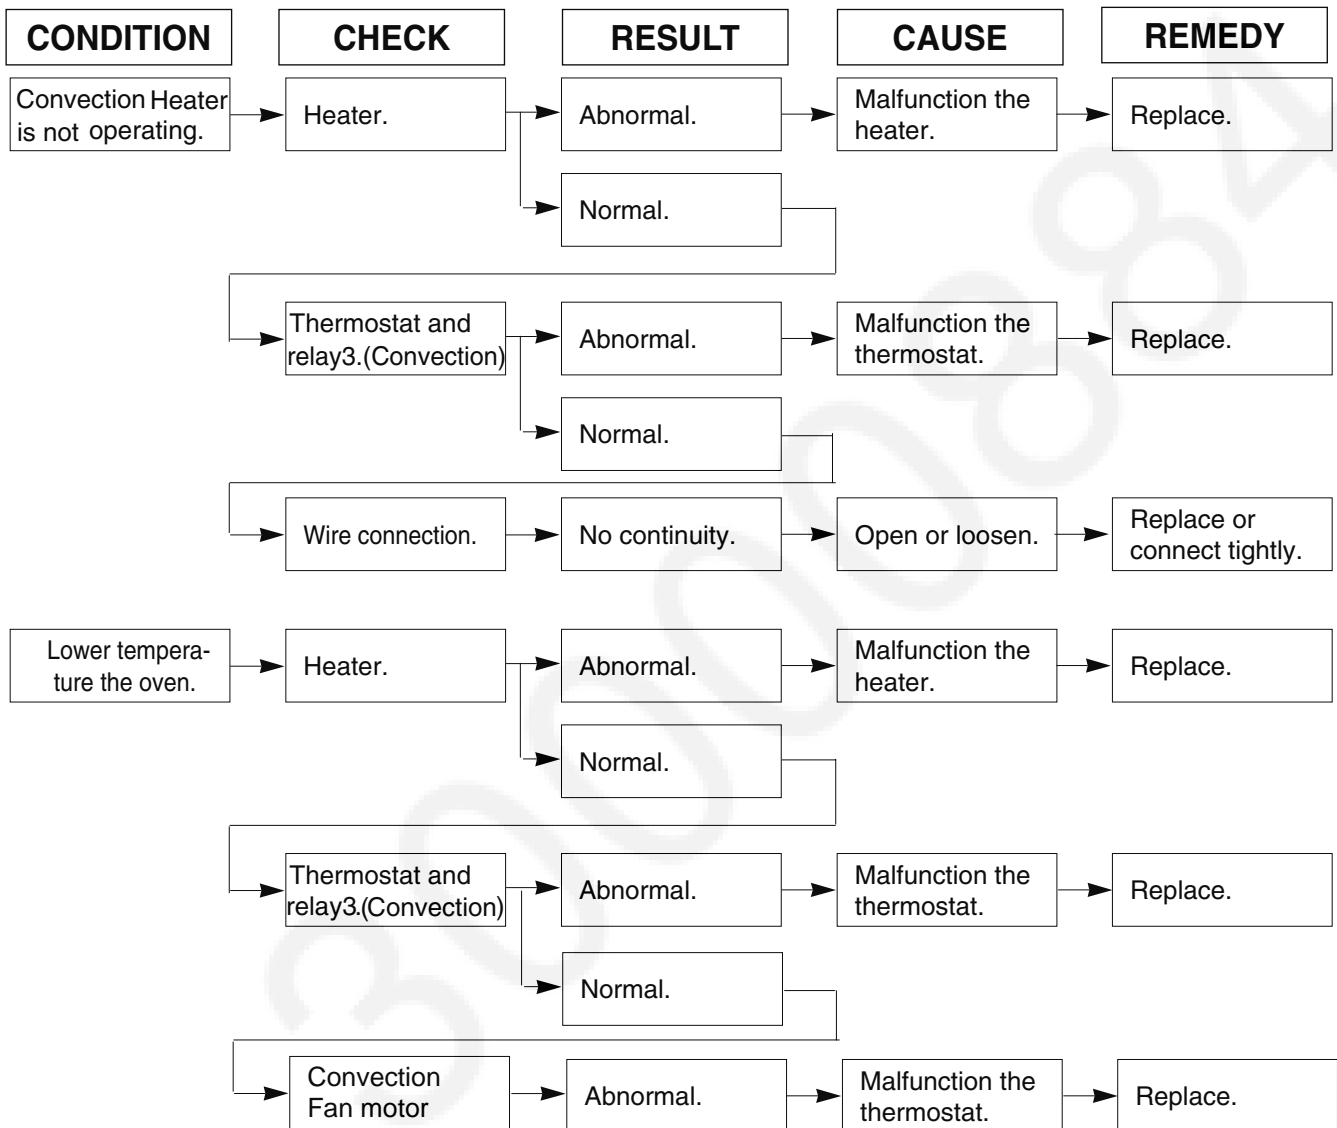 CONDITION
CHECK
RESULT
CAUSE
REMEDY
Convection Heater
is not operating.
Heater.
Abnormal.
Malfunction the
heater.
Replace.
Normal.
Thermostat and
relay3.(Convection)
Abnormal.
Malfunction the
thermostat.
Replace.
Normal.
Wire connection.
No continuity.
Open or loosen.
Replace or
connect tightly.
Lower tempera-
ture the oven.
Heater.
Abnormal.
Malfunction the
heater.
Replace.
Normal.
Thermostat and
relay3.(Convection)
Abnormal.
Malfunction the
thermostat.
Replace.
Normal.
Convection
Fan motor
Abnormal.
Malfunction the
thermostat.
Replace.
30000884